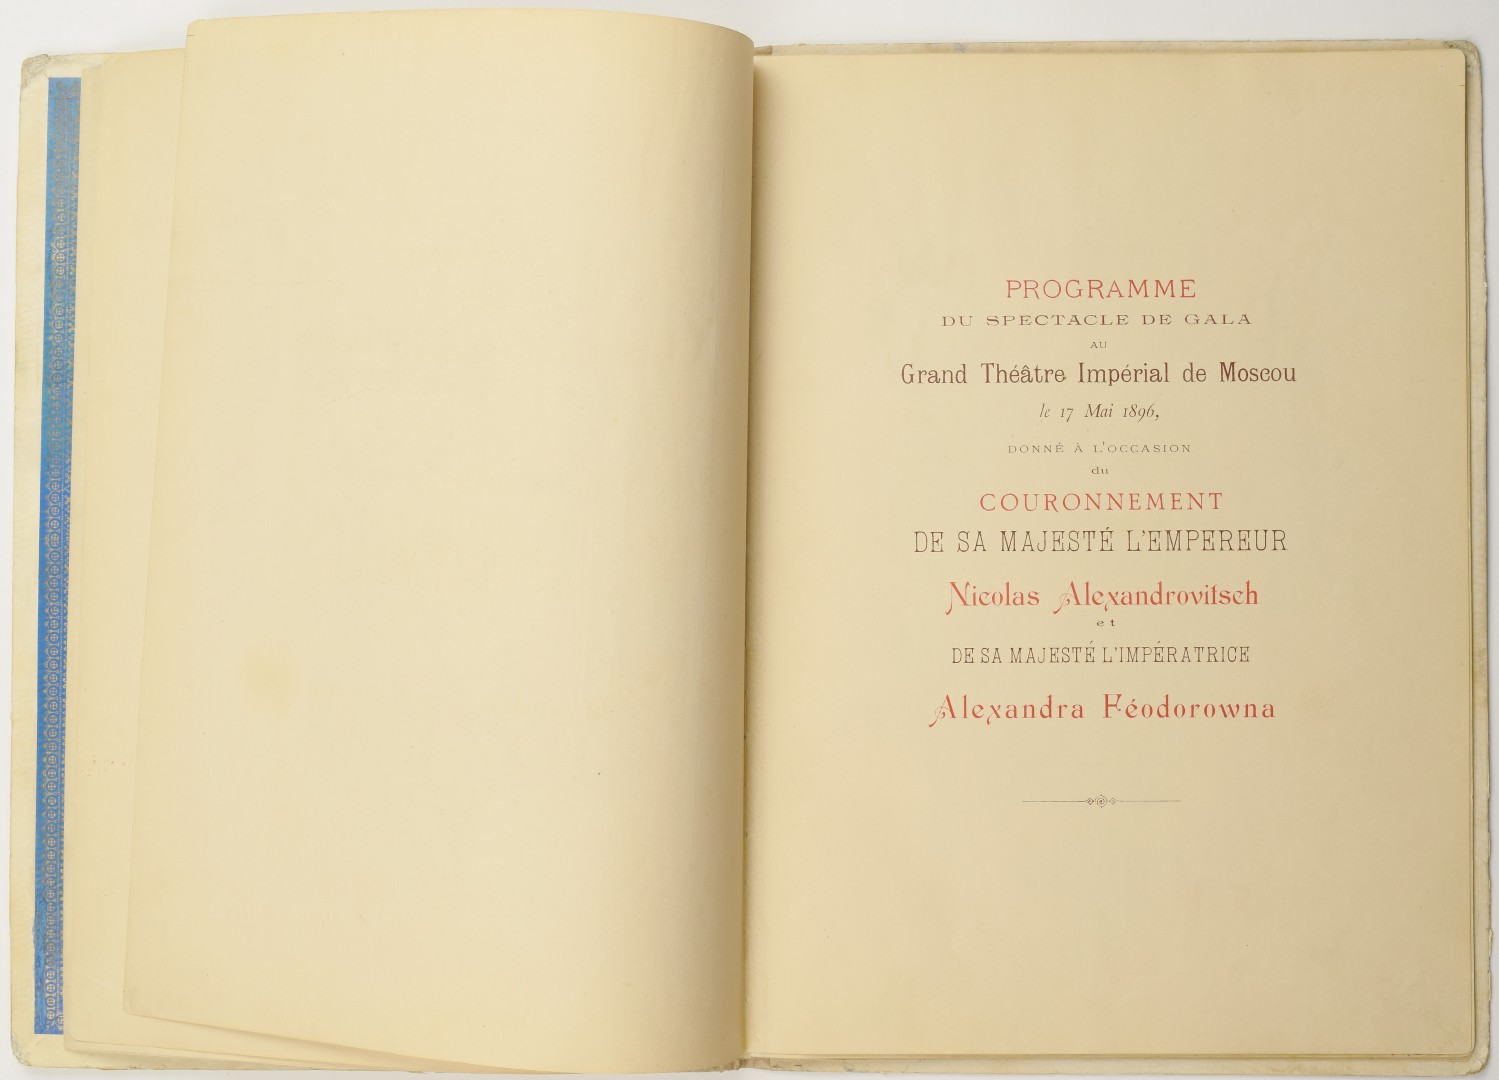 PROGRAMME
DU SPECTACLE DE GALA
AU
Grand Théâtre Impérial de Moscou
le 17 Mai 1896,
DONNÉ À L'OCCASION
du
COURONNEMENT
DE SA MAJESTÉ L'EMPEREUR
Nicolas Alexandrovitsch
et
DE SA MAJESTÉ L'IMPÉRATRICE
Alexandra Féodorowna